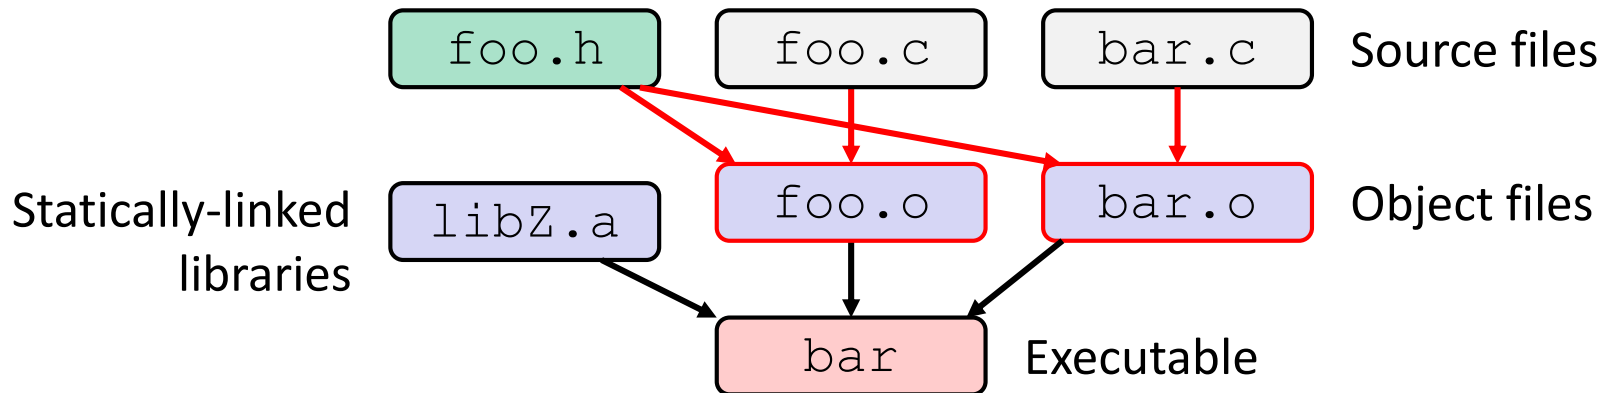 foo.h
foo.c
bar.c
Source files
Statically-linked
libraries
libZ.a
foo.o
bar.o
Object files
bar
Executable